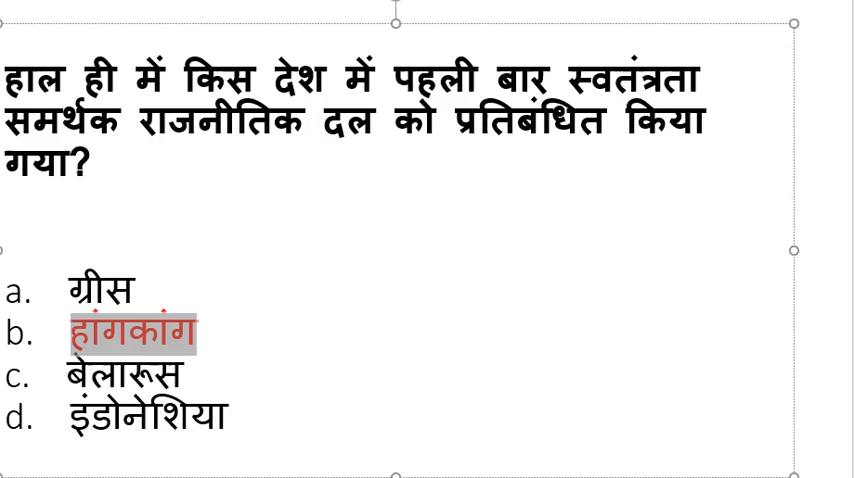 हाल ही में किस देश में पहली बार स्वतंत्रता
समर्थक राजनीतिक दल को प्रतिबंधित किया
गया?
a. ग्रीस
b. हांगकांग
c. बेलारूस
d. इंडोनेशिया